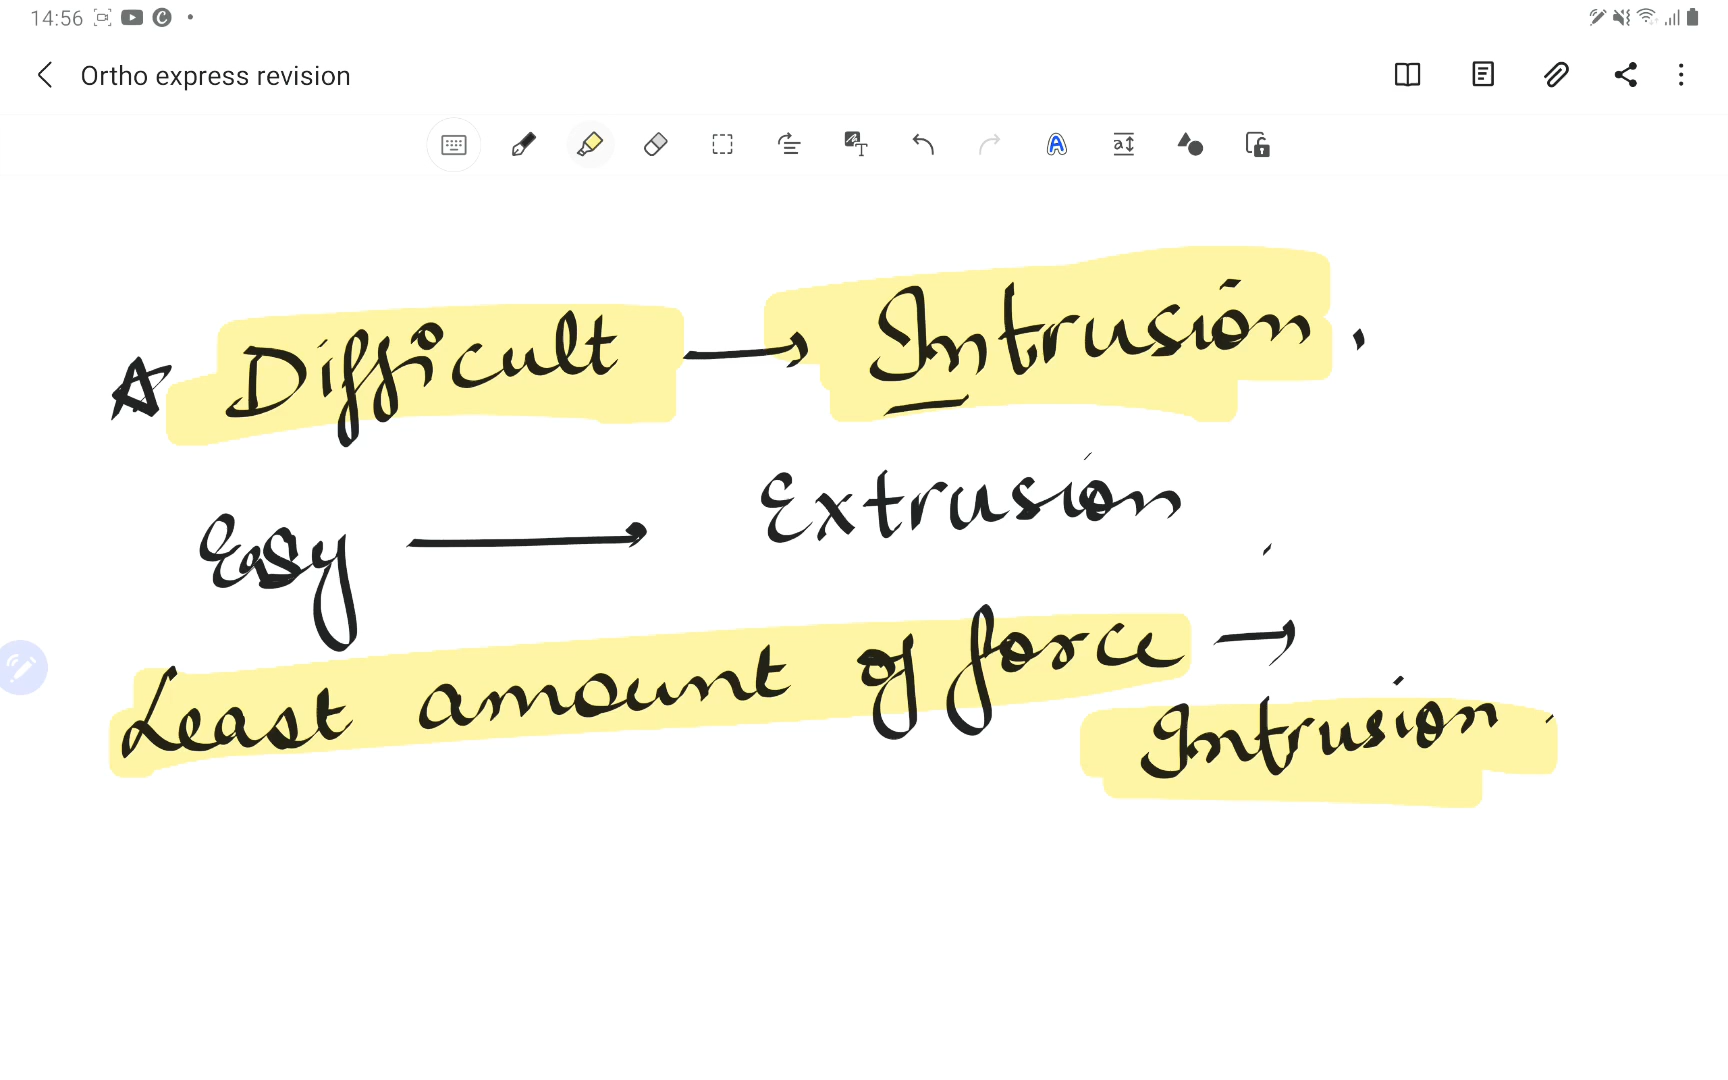 14:56
Ortho express revision
Difficult → Intrusion.
Easy → Extrusion
Least amount of force →
Intrusion.